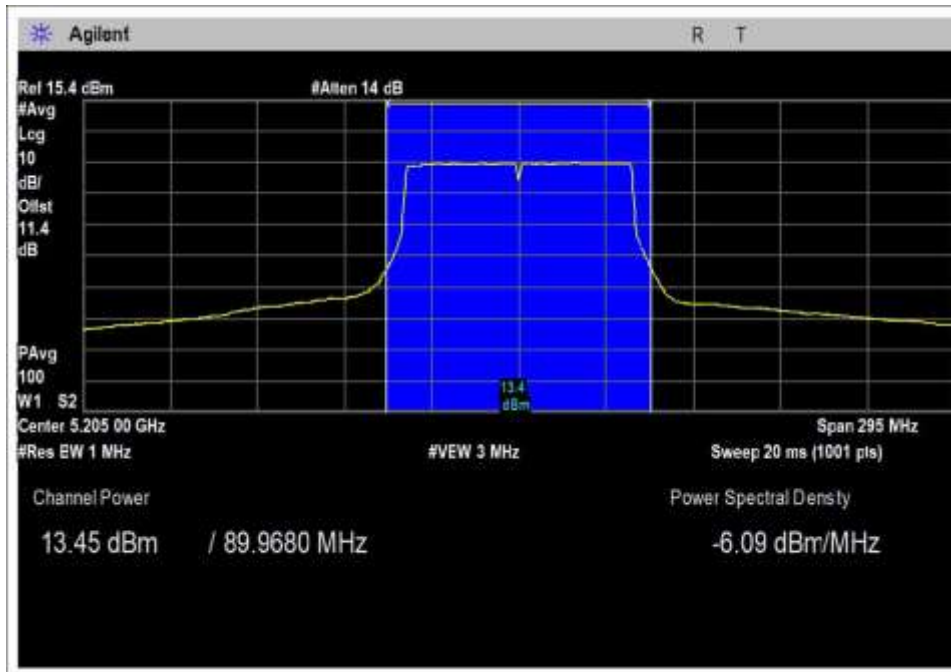 Agilent R T
Ref 15.4 dBm #Atten 14 dB
#Avg
Log
10
dB/
Offst
11.4
dB
PAvg
100
W1 S2
13.4
dBm
Center 5.205 00 GHz Span 295 MHz
#Res BW 1 MHz #VBW 3 MHz Sweep 20 ms (1001 pts)
Channel Power Power Spectral Density
13.45 dBm / 89.9680 MHz -6.09 dBm/MHz